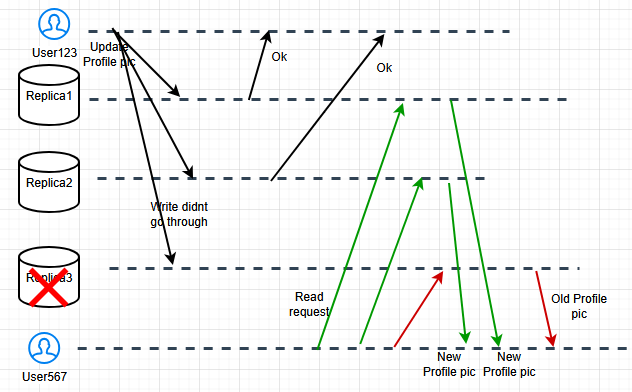 User123
Update
Profile pic
Ok
Ok
Replica1
Replica2
Write didnt
go through
Replica3
Read
request
Old Profile
pic
New
Profile pic
New
Profile pic
User567